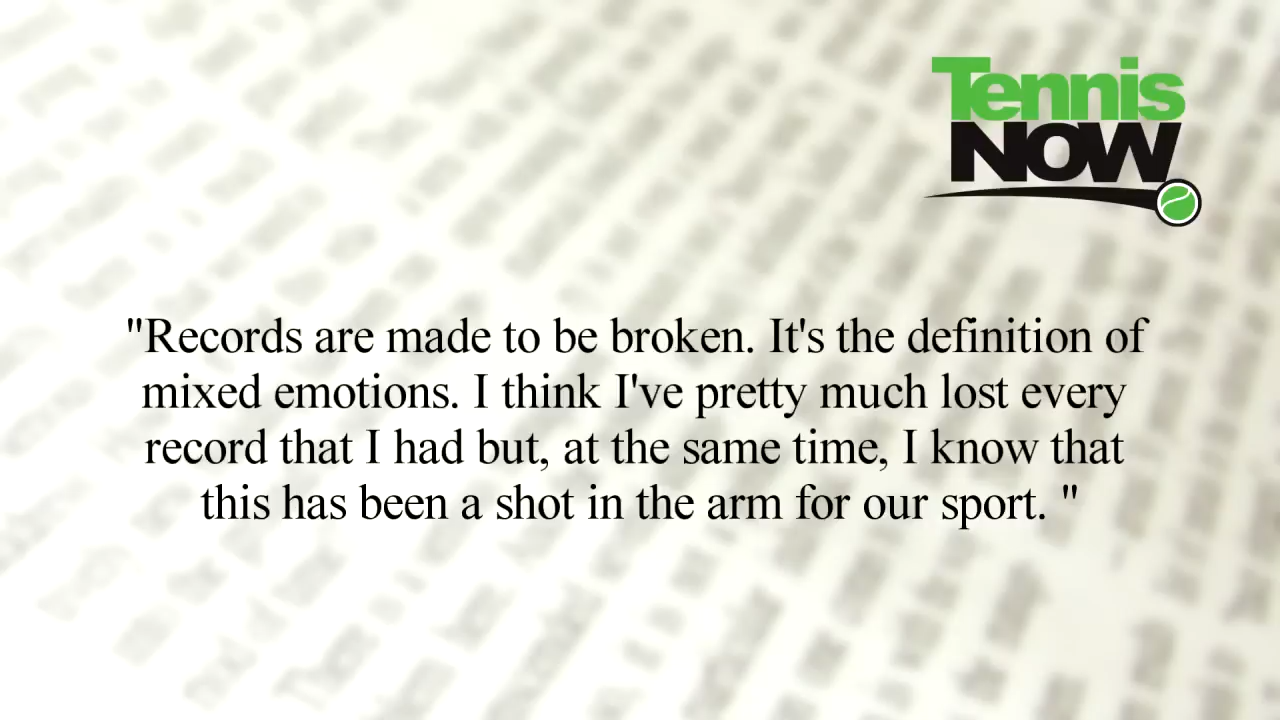 Tennis
NOW
"Records are made to be broken. It's the definition of
mixed emotions. I think I've pretty much lost every
record that I had but, at the same time, I know that
this has been a shot in the arm for our sport. "